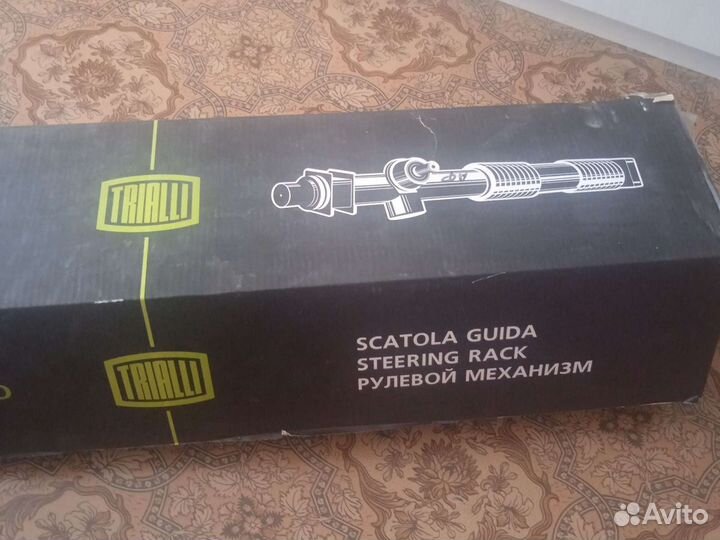 TRIALLI
TRIALLI
SCATOLA GUIDA
STEERING RACK
РУЛЕВОЙ МЕХАНИЗМ
Avito